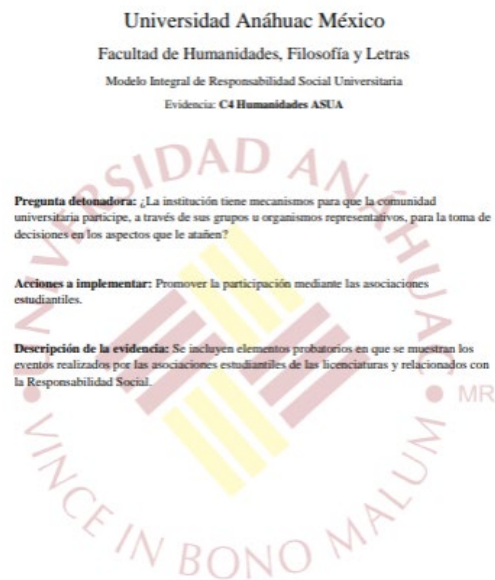 Universidad Anáhuac México
Facultad de Humanidades, Filosofía y Letras
Modelo Integral de Responsabilidad Social Universitaria
Evidencia: C4 Humanidades ASUA
Pregunta detonadora: ¿La institución tiene mecanismos para que la comunidad
universitaria participe, a través de sus grupos u organismos representativos, para la toma de
decisiones en los aspectos que le atañen?
Acciones a implementar: Promover la participación mediante las asociaciones
estudiantiles.
Descripción de la evidencia: Se incluyen elementos probatorios en que se muestran los
eventos realizados por las asociaciones estudiantiles de las licenciaturas y relacionados con
la Responsabilidad Social.
UNIVERSIDAD ANÁHUAC
MR
VINCE IN BONO MALUM